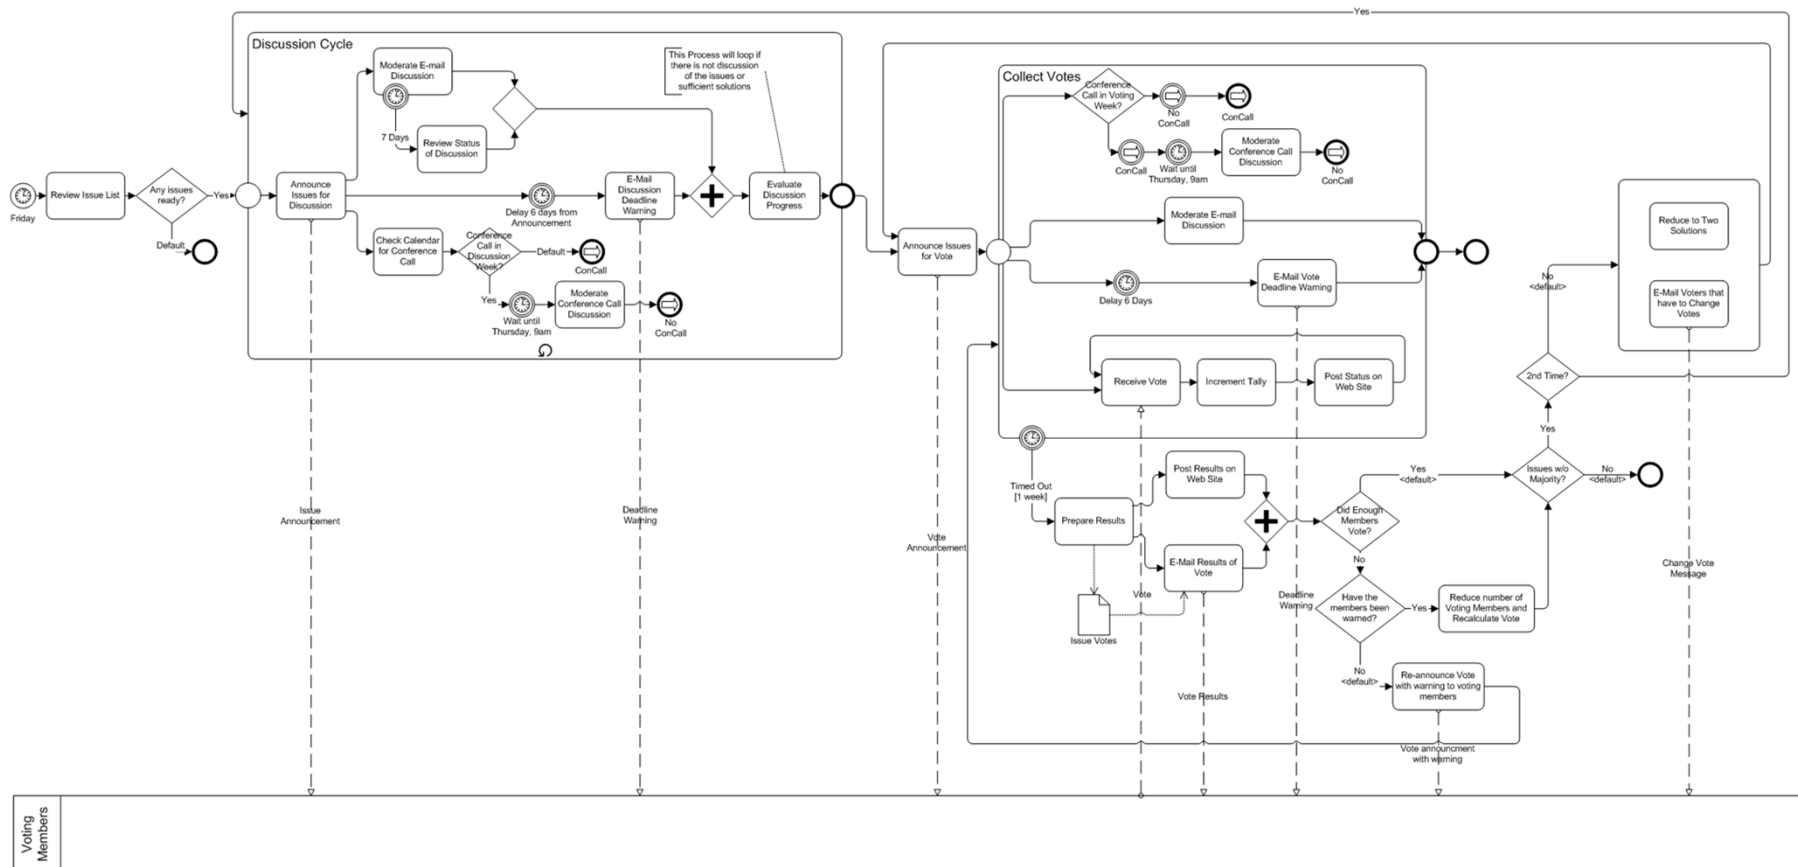 Yes
Discussion Cycle
Moderate E-mail
Discussion
7 Days
Review Status
of Discussion
This Process will loop if
there is not discussion
of the issues or
sufficient solutions
Friday
Review Issue List
Any issues
ready?
Yes
Default
Announce
Issues for
Discussion
Delay 6 days from
Announcement
E-Mail
Discussion
Deadline
Warning
Evaluate
Discussion
Progress
Check Calendar
for Conference
Call
Conference
Call in
Discussion
Week?
Default
ConCall
Yes
Wait until
Thursday, 9am
Moderate
Conference Call
Discussion
No
ConCall
Issue
Announcement
Deadline
Warning
Announce Issues
for Vote
Vote
Announcement
Collect Votes
Conference
Call in Voting
Week?
No
ConCall
ConCall
ConCall
Wait until
Thursday, 9am
Moderate
Conference Call
Discussion
No
ConCall
Moderate E-mail
Discussion
Delay 6 Days
E-Mail Vote
Deadline Warning
Receive Vote
Increment Tally
Post Status on
Web Site
Timed Out
[1 week]
Prepare Results
Post Results on
Web Site
E-Mail Results of
Vote
Issue Votes
Vote
Vote Results
Deadline
Warning
Did Enough
Members
Vote?
Yes
<default>
No
Have the
members been
warned?
Yes
Reduce number of
Voting Members and
Recalculate Vote
No
<default>
Re-announce Vote
with warning to voting
members
Vote announcment
with warning
Issues w/o
Majority?
No
<default>
Yes
2nd Time?
No
<default>
Reduce to Two
Solutions
E-Mail Voters that
have to Change
Votes
Change Vote
Message
Voting
Members